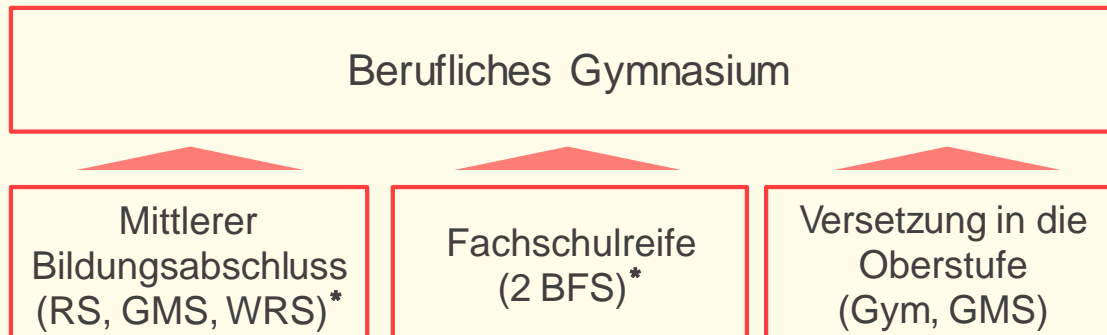 Berufliches Gymnasium
Mittlerer
Bildungsabschluss
(RS, GMS, WRS)*
Fachschulreife
(2 BFS)*
Versetzung in die
Oberstufe
(Gym, GMS)